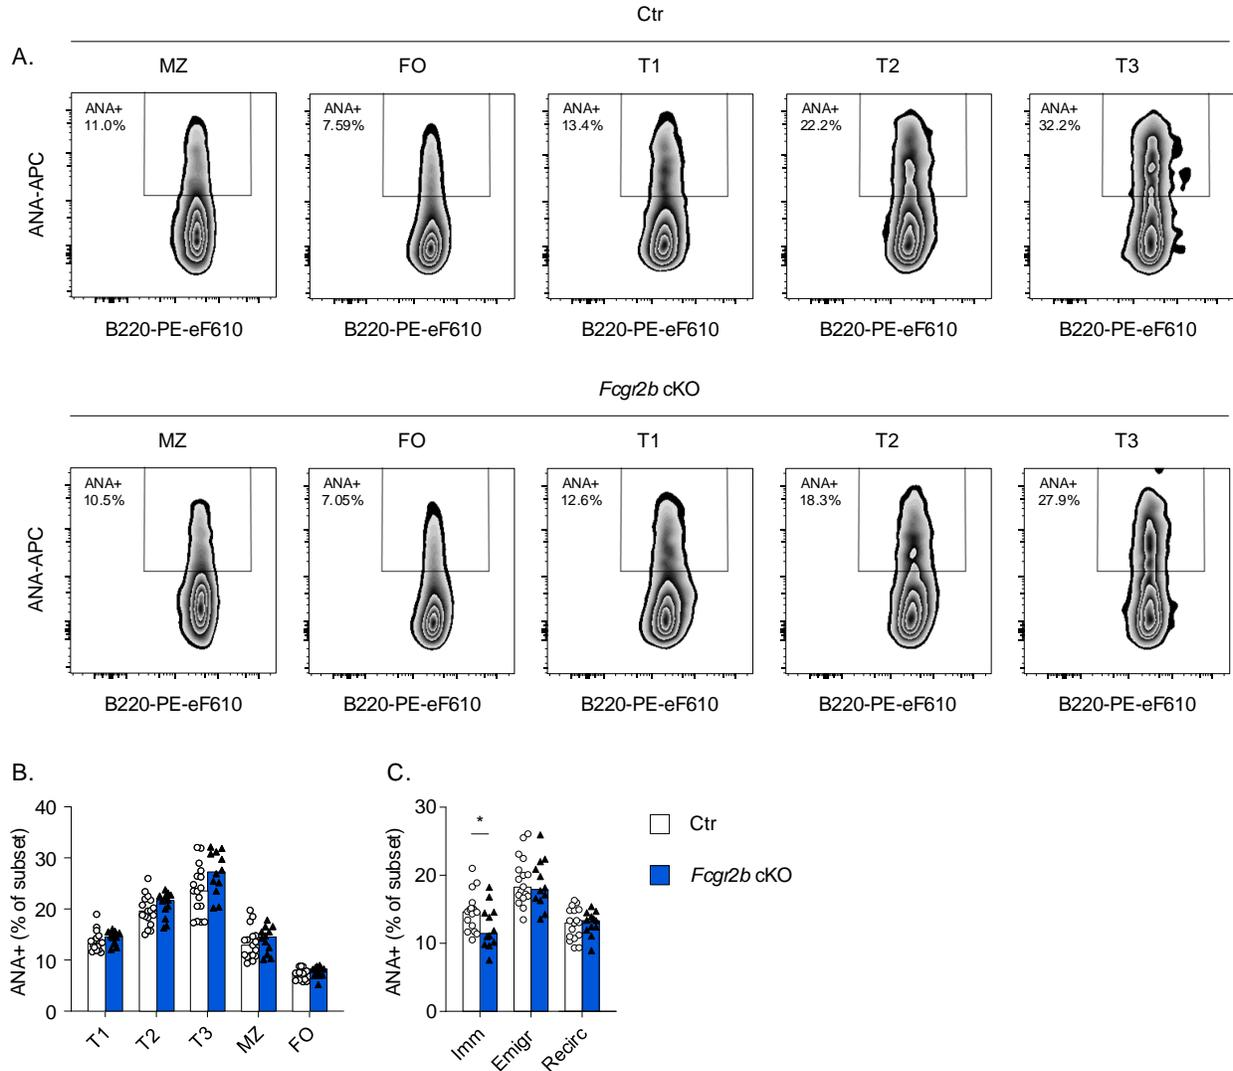 Ctr
A.
MZ FO T1 T2 T3
ANA+ ANA+ ANA+ ANA+ ANA+
11.0% 7.59% 13.4% 22.2% 32.2%
ANA-APC
B220-PE-eF610 B220-PE-eF610 B220-PE-eF610 B220-PE-eF610 B220-PE-eF610
Fcgr2b cKO
MZ FO T1 T2 T3
ANA+ ANA+ ANA+ ANA+ ANA+
10.5% 7.05% 12.6% 18.3% 27.9%
ANA-APC
B220-PE-eF610 B220-PE-eF610 B220-PE-eF610 B220-PE-eF610 B220-PE-eF610
B.
ANA+ (% of subset)
40
30
20
10
0
T1 T2 T3 MZ FO
C.
ANA+ (% of subset)
30
20
10
0
*
Imm Emigr Recirc
Ctr
Fcgr2b cKO